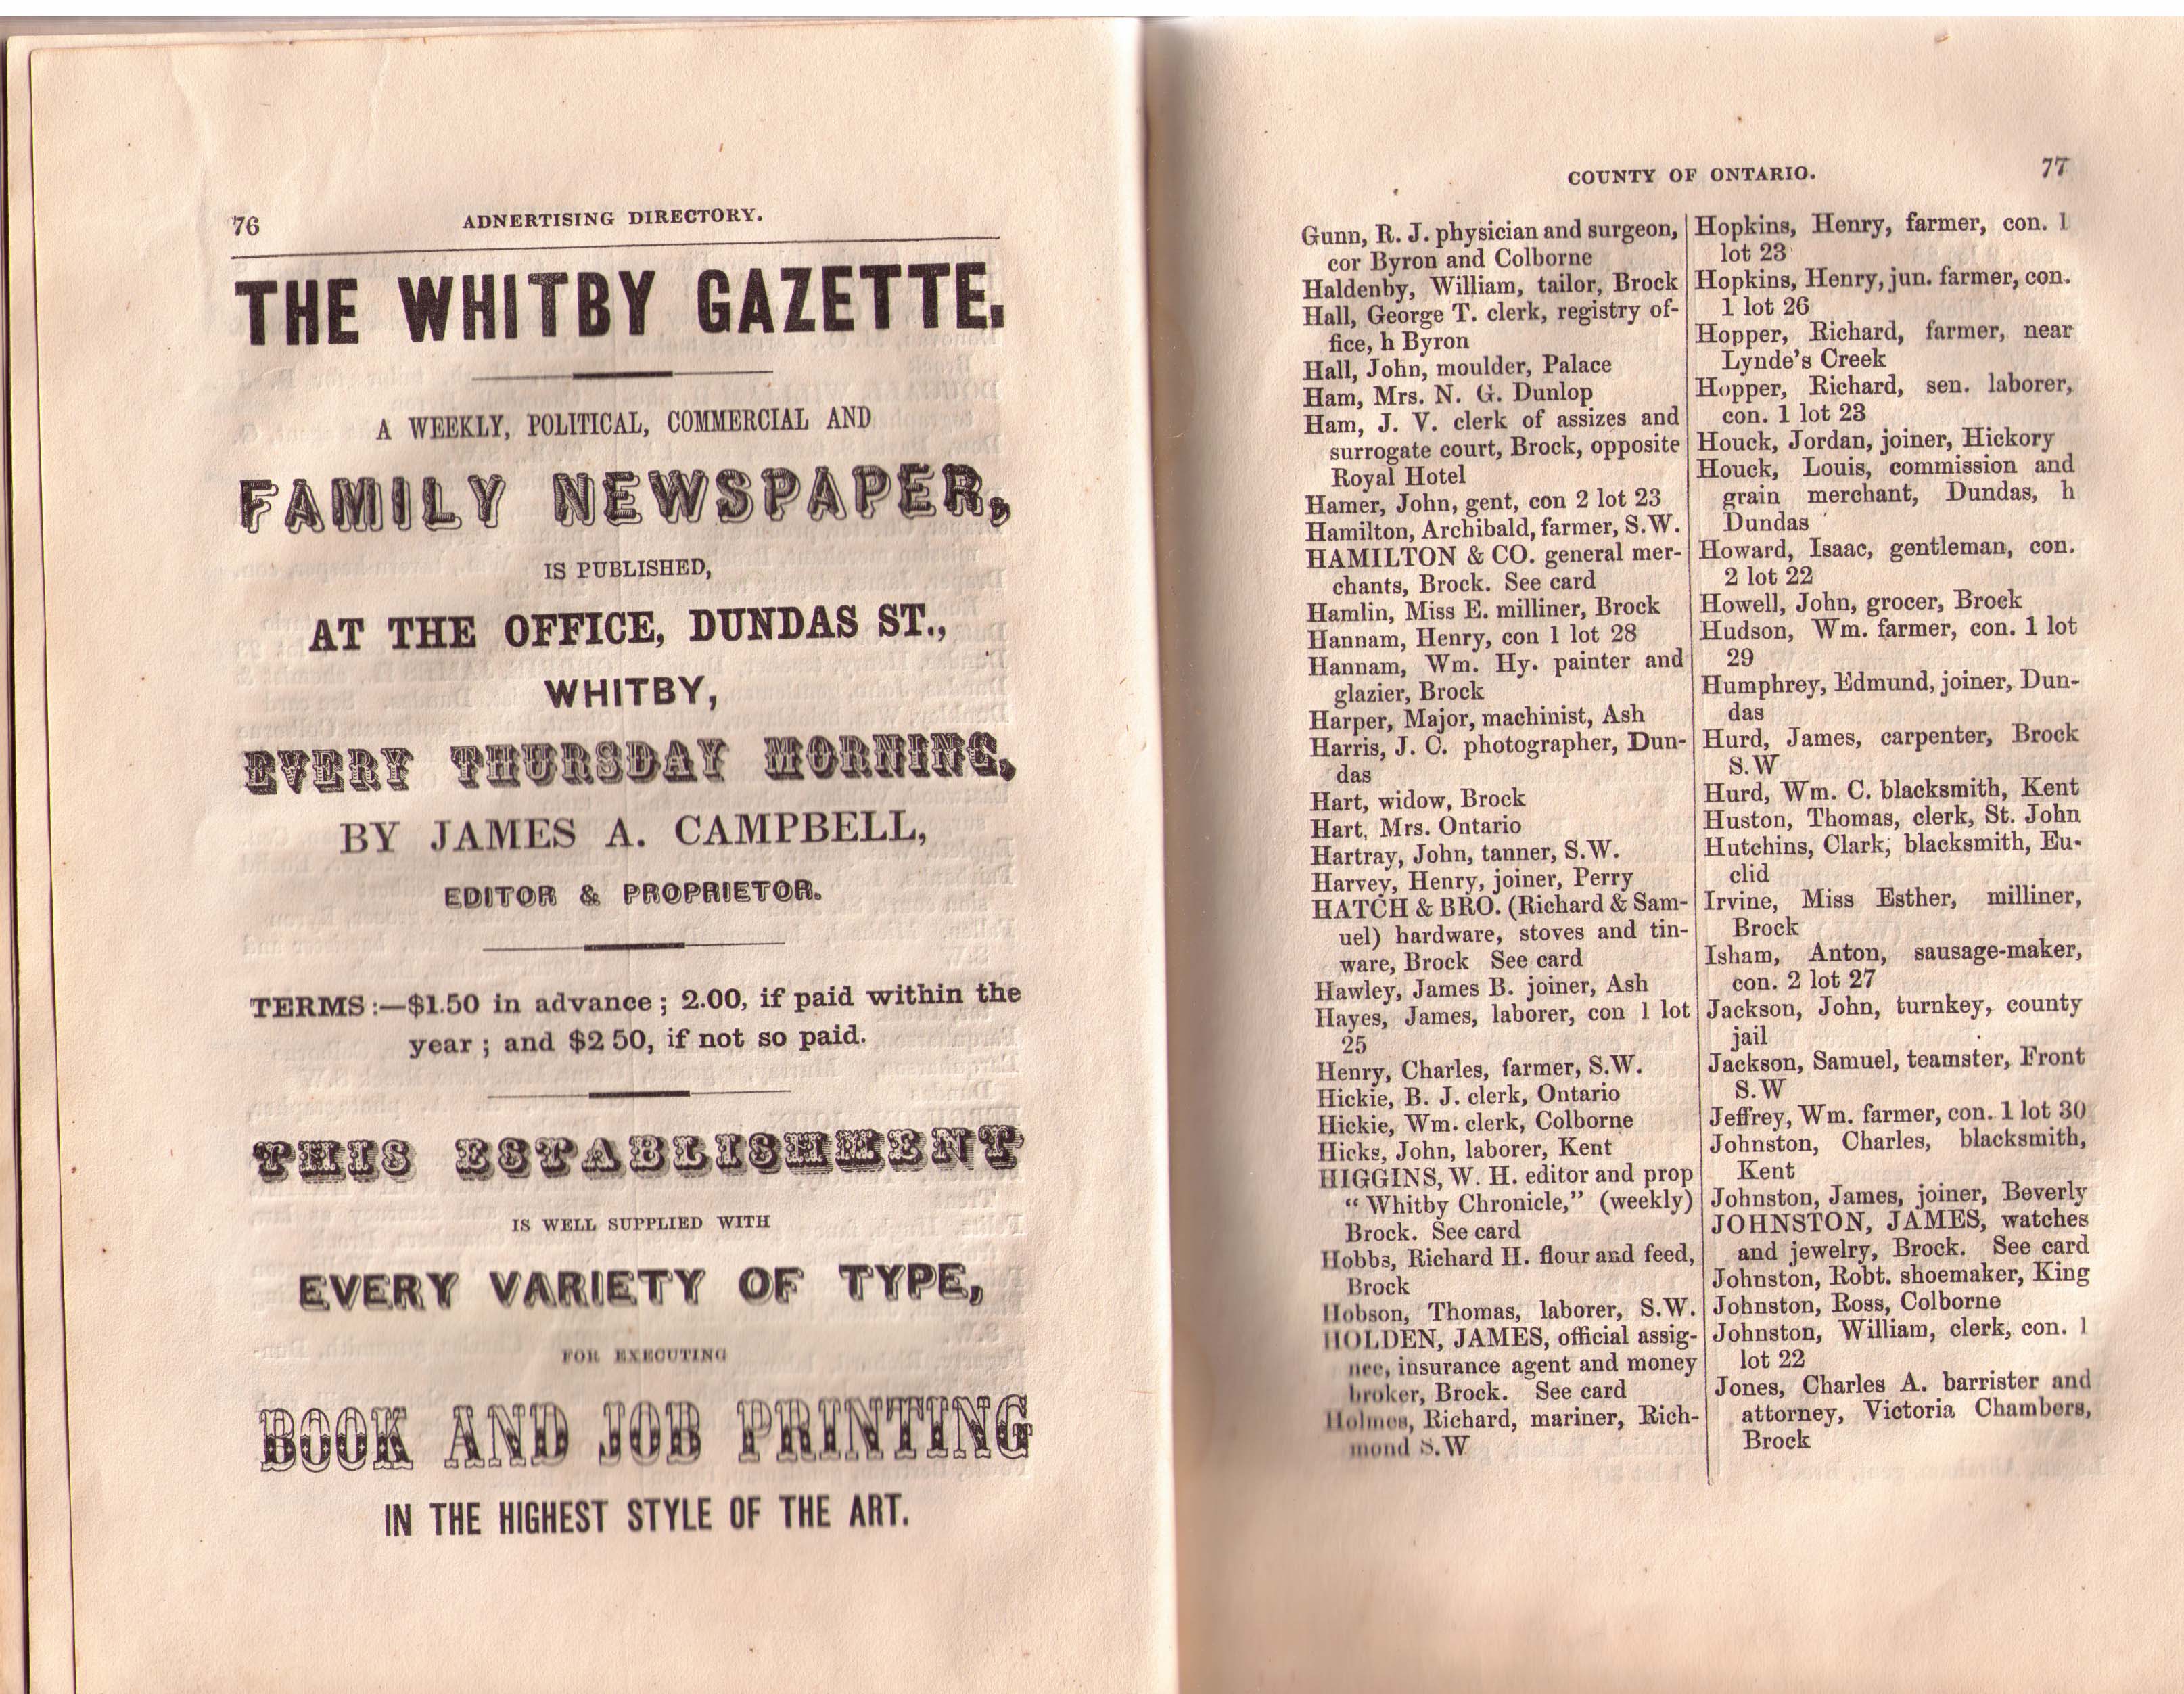 76
ADNERTISING DIRECTORY.
THE WHITBY GAZETTE.
A WEEKLY, POLITICAL, COMMERCIAL AND
FAMILY NEWSPAPER,
IS PUBLISHED,
AT THE OFFICE, DUNDAS ST.,
WHITBY,
EVERY THURSDAY MORNING,
BY JAMES A. CAMPBELL,
EDITOR & PROPRIETOR.
TERMS:—$1.50 in advance; 2.00, if paid within the
year; and $2 50, if not so paid.
THIS ESTABLISHMENT
IS WELL SUPPLIED WITH
EVERY VARIETY OF TYPE,
FOR EXECUTING
BOOK AND JOB PRINTING
IN THE HIGHEST STYLE OF THE ART.
COUNTY OF ONTARIO.
77
Gunn, R. J. physician and surgeon,
cor Byron and Colborne
Haldenby, William, tailor, Brock
Hall, George T. clerk, registry of-
fice, h Byron
Hall, John, moulder, Palace
Ham, Mrs. N. G. Dunlop
Ham, J. V. clerk of assizes and
surrogate court, Brock, opposite
Royal Hotel
Hamer, John, gent, con 2 lot 23
Hamilton, Archibald, farmer, S.W.
HAMILTON & CO. general mer-
chants, Brock. See card
Hamlin, Miss E. milliner, Brock
Hannam, Henry, con 1 lot 28
Hannam, Wm. Hy. painter and
glazier, Brock
Harper, Major, machinist, Ash
Harris, J. C. photographer, Dun-
das
Hart, widow, Brock
Hart, Mrs. Ontario
Hartray, John, tanner, S.W.
Harvey, Henry, joiner, Perry
HATCH & BRO. (Richard & Sam-
uel) hardware, stoves and tin-
ware, Brock See card
Hawley, James B. joiner, Ash
Hayes, James, laborer, con 1 lot
25
Henry, Charles, farmer, S.W.
Hickie, B. J. clerk, Ontario
Hickie, Wm. clerk, Colborne
Hicks, John, laborer, Kent
HIGGINS, W. H. editor and prop
“Whitby Chronicle,” (weekly)
Brock. See card
Hobbs, Richard H. flour and feed,
Brock
Hobson, Thomas, laborer, S.W.
HOLDEN, JAMES, official assig-
nee, insurance agent and money
broker, Brock. See card
Holmes, Richard, mariner, Rich-
mond S.W
Hopkins, Henry, farmer, con. 1
lot 23
Hopkins, Henry, jun. farmer, con.
1 lot 26
Hopper, Richard, farmer, near
Lynde's Creek
Hopper, Richard, sen. laborer,
con. 1 lot 23
Houck, Jordan, joiner, Hickory
Houck, Louis, commission and
grain merchant, Dundas, h
Dundas
Howard, Isaac, gentleman, con.
2 lot 22
Howell, John, grocer, Brock
Hudson, Wm. farmer, con. 1 lot
29
Humphrey, Edmund, joiner, Dun-
das
Hurd, James, carpenter, Brock
S.W
Hurd, Wm. C. blacksmith, Kent
Huston, Thomas, clerk, St. John
Hutchins, Clark, blacksmith, Eu-
clid
Irvine, Miss Esther, milliner,
Brock
Isham, Anton, sausage-maker,
con. 2 lot 27
Jackson, John, turnkey, county
jail
Jackson, Samuel, teamster, Front
S.W
Jeffrey, Wm. farmer, con. 1 lot 30
Johnston, Charles, blacksmith,
Kent
Johnston, James, joiner, Beverly
JOHNSTON, JAMES, watches
and jewelry, Brock. See card
Johnston, Robt. shoemaker, King
Johnston, Ross, Colborne
Johnston, William, clerk, con. 1
lot 22
Jones, Charles A. barrister and
attorney, Victoria Chambers,
Brock